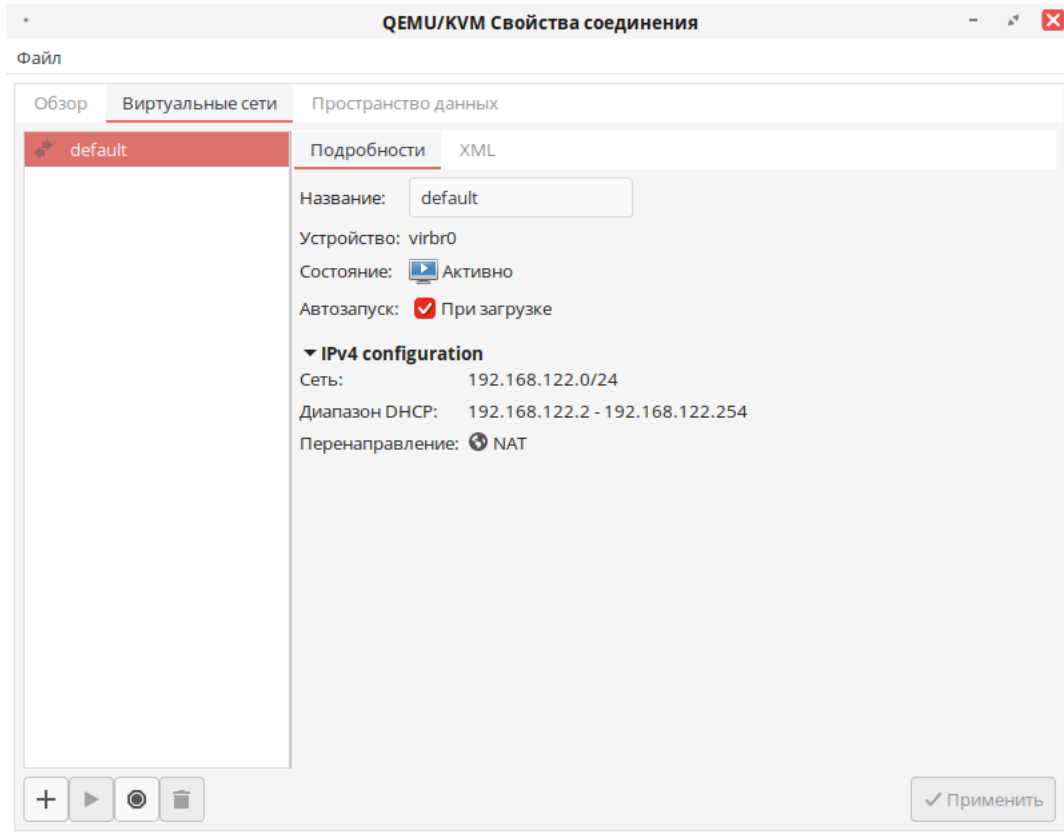 QEMU/KVM Свойства соединения
Файл
Обзор Виртуальные сети Пространство данных
default
Подробности XML
Название: default
Устройство: virbr0
Состояние: Активно
Автозапуск: При загрузке
IPv4 configuration
Сеть: 192.168.122.0/24
Диапазон DHCP: 192.168.122.2 - 192.168.122.254
Перенаправление: NAT
Применить